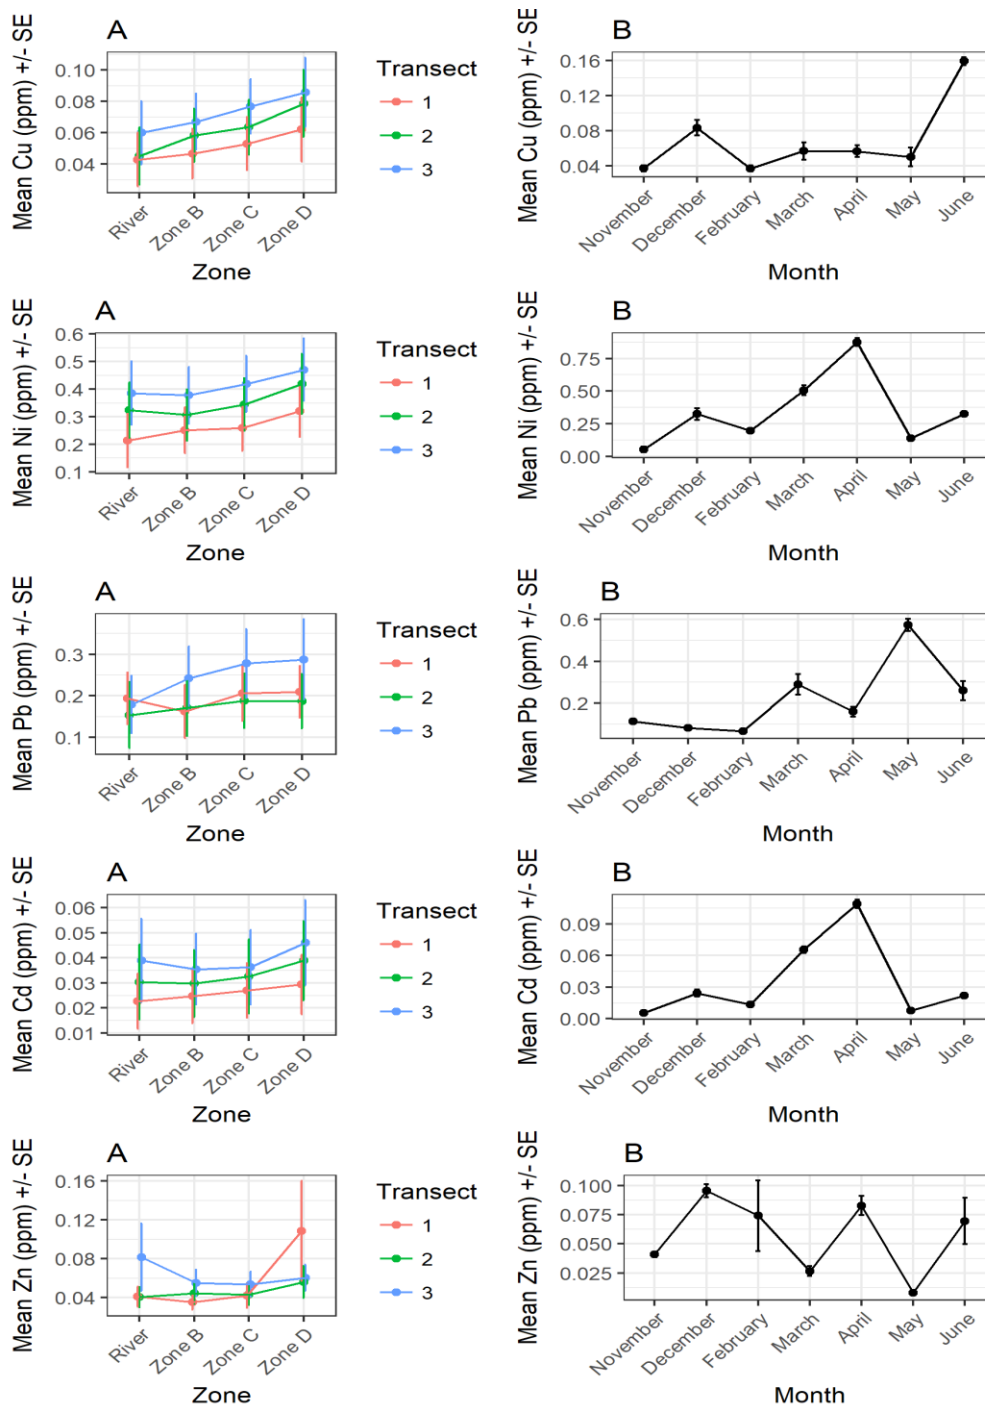 A
B
Mean Cu (ppm) +/- SE
0.10
0.08
0.06
0.04
River
Zone B
Zone C
Zone D
Zone
Transect
1
2
3
Mean Cu (ppm) +/- SE
0.16
0.12
0.08
0.04
November
December
February
March
April
May
June
Month
A
B
Mean Ni (ppm) +/- SE
0.6
0.5
0.4
0.3
0.2
0.1
River
Zone B
Zone C
Zone D
Zone
Transect
1
2
3
Mean Ni (ppm) +/- SE
0.75
0.50
0.25
0.00
November
December
February
March
April
May
June
Month
A
B
Mean Pb (ppm) +/- SE
0.3
0.2
0.1
River
Zone B
Zone C
Zone D
Zone
Transect
1
2
3
Mean Pb (ppm) +/- SE
0.6
0.4
0.2
November
December
February
March
April
May
June
Month
A
B
Mean Cd (ppm) +/- SE
0.06
0.05
0.04
0.03
0.02
0.01
River
Zone B
Zone C
Zone D
Zone
Transect
1
2
3
Mean Cd (ppm) +/- SE
0.09
0.06
0.03
0.00
November
December
February
March
April
May
June
Month
A
B
Mean Zn (ppm) +/- SE
0.16
0.12
0.08
0.04
River
Zone B
Zone C
Zone D
Zone
Transect
1
2
3
Mean Zn (ppm) +/- SE
0.100
0.075
0.050
0.025
November
December
February
March
April
May
June
Month